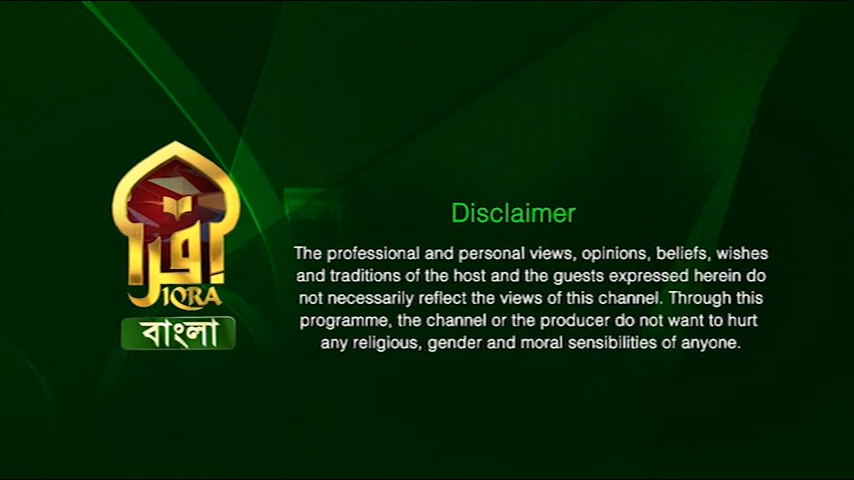 اقرأ
IQRA
বাংলা
Disclaimer
The professional and personal views, opinions, beliefs, wishes
and traditions of the host and the guests expressed herein do
not necessarily reflect the views of this channel. Through this
programme, the channel or the producer do not want to hurt
any religious, gender and moral sensibilities of anyone.